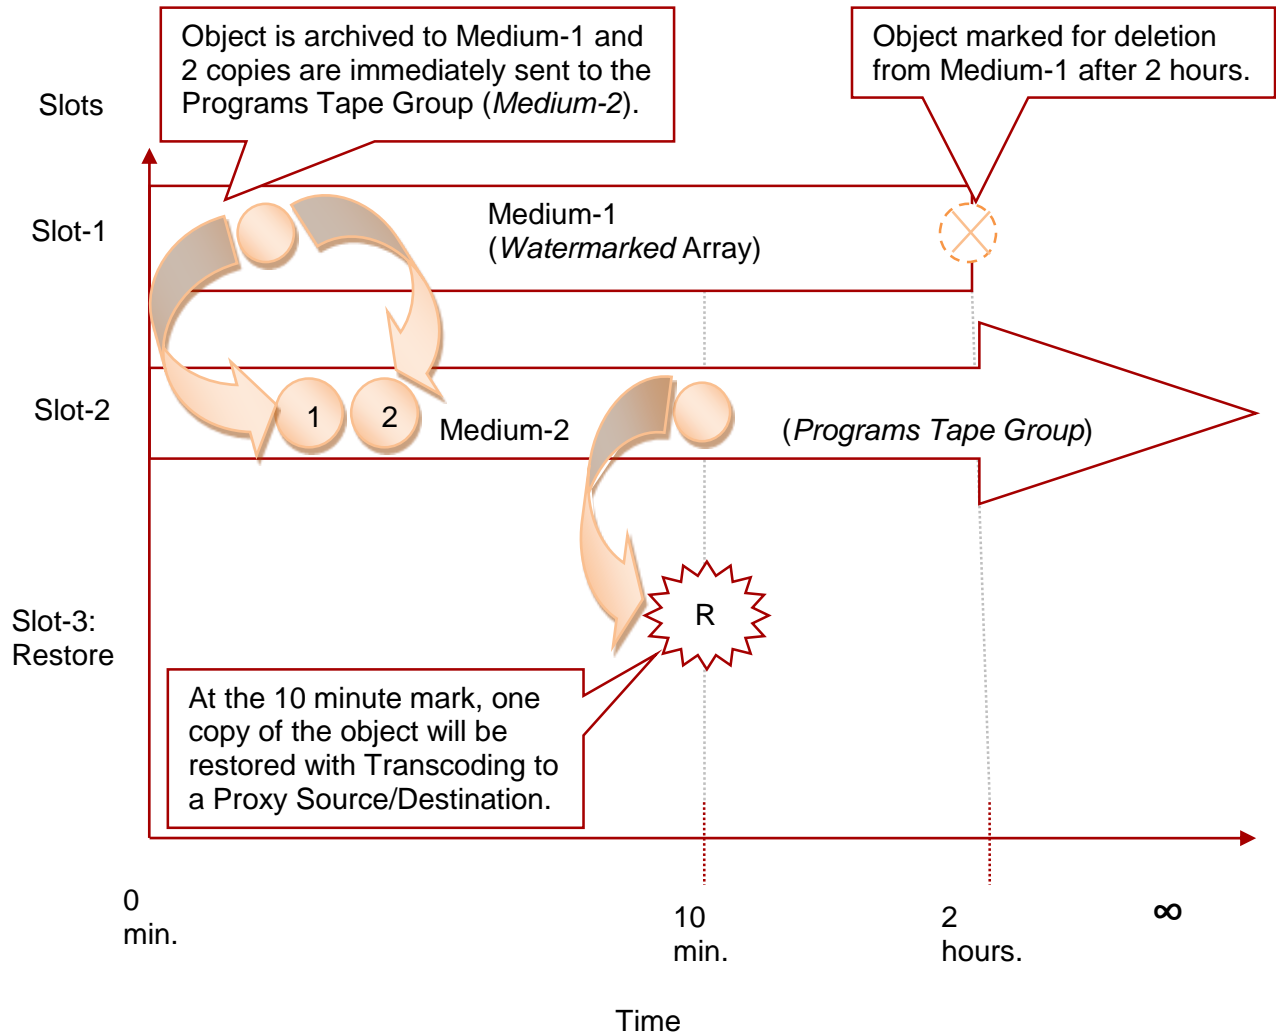 Object is archived to Medium-1 and
2 copies are immediately sent to the
Programs Tape Group (Medium-2).
Object marked for deletion
from Medium-1 after 2 hours.
Slots
Slot-1
Medium-1
(Watermarked Array)
Slot-2
1
2
Medium-2
(Programs Tape Group)
Slot-3:
Restore
R
At the 10 minute mark, one
copy of the object will be
restored with Transcoding to
a Proxy Source/Destination.
0
min.
10
min.
2
hours.
∞
Time